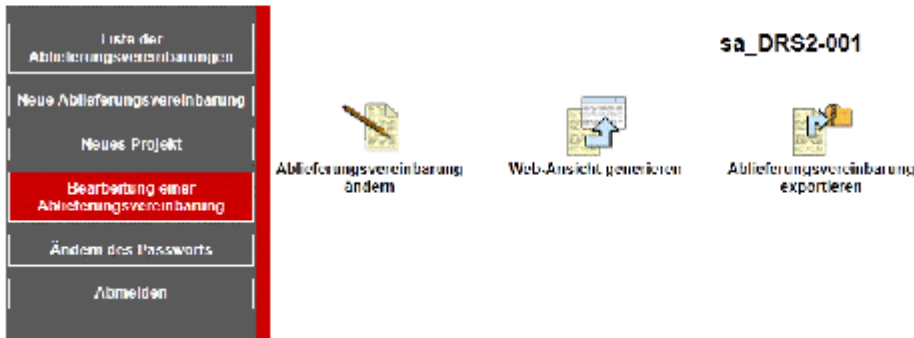 Liste der
Ablieferungsvereinbarungen
Neue Ablieferungsvereinbarung
Neues Projekt
Bearbeitung einer
Ablieferungsvereinbarung
Ändern des Passworts
Abmelden
sa_DRS2-001
Ablieferungsvereinbarung
ändern
Web-Ansicht generieren
Ablieferungsvereinbarung
exportieren